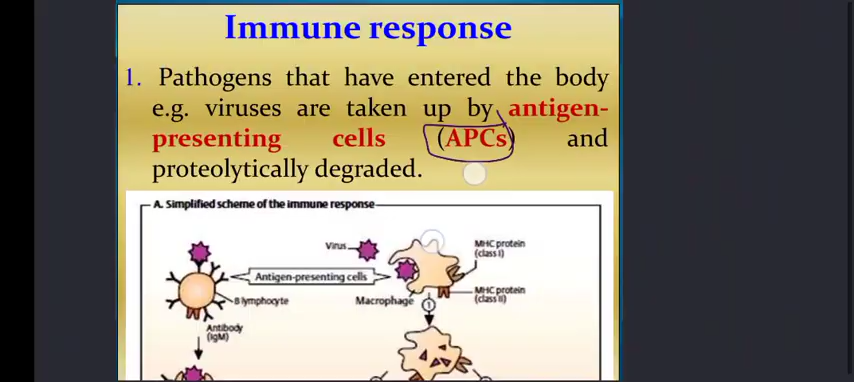 Immune response
1. Pathogens that have entered the body
e.g. viruses are taken up by antigen-
presenting cells (APCs) and
proteolytically degraded.
A. Simplified scheme of the immune response
Virus
MHC protein
(class I)
Antigen-presenting cells
B lymphocyte
Macrophage
1
MHC protein
(class II)
Antibody
(IgM)